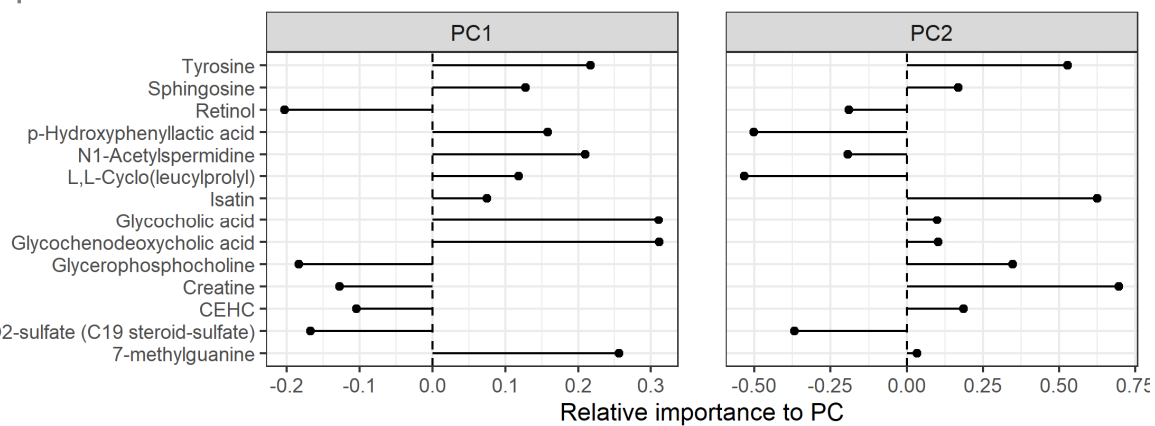 PC1 PC2
Tyrosine
Sphingosine
Retinol
p-Hydroxyphenyllactic acid
N1-Acetylspermidine
L,L-Cyclo(leucylprolyl)
Isatin
Glycocholic acid
Glycochenodeoxycholic acid
Glycerophosphocholine
Creatine
CEHC
2-sulfate (C19 steroid-sulfate)
7-methylguanine
-0.2 -0.1 0.0 0.1 0.2 0.3 -0.50 -0.25 0.00 0.25 0.50 0.75
Relative importance to PC